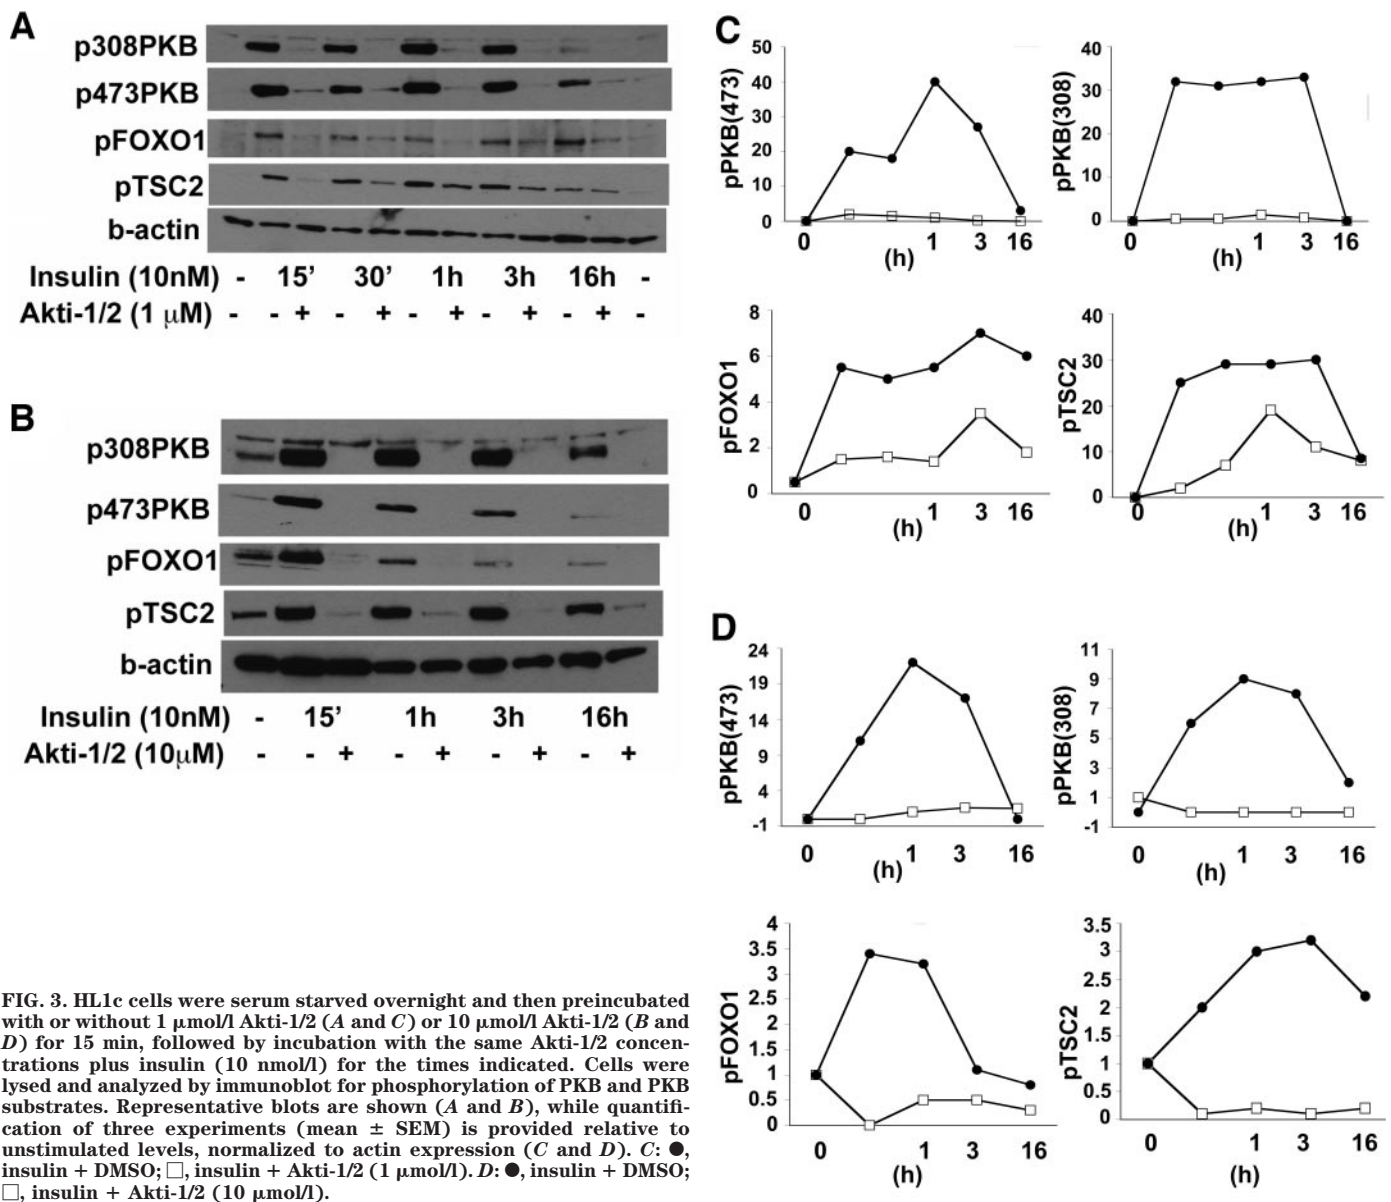 A
p308PKB
p473PKB
pFOXO1
pTSC2
b-actin
Insulin (10nM) - 15’ 30’ 1h 3h 16h -
Akti-1/2 (1 μM) - - + - + - + - + - + -
B
p308PKB
p473PKB
pFOXO1
pTSC2
b-actin
Insulin (10nM) - 15’ 1h 3h 16h
Akti-1/2 (10μM) - - + - + - + - +
FIG. 3. HL1c cells were serum starved overnight and then preincubated
with or without 1 μmol/l Akti-1/2 (A and C) or 10 μmol/l Akti-1/2 (B and
D) for 15 min, followed by incubation with the same Akti-1/2 concen-
trations plus insulin (10 nmol/l) for the times indicated. Cells were
lysed and analyzed by immunoblot for phosphorylation of PKB and PKB
substrates. Representative blots are shown (A and B), while quantifi-
cation of three experiments (mean ± SEM) is provided relative to
unstimulated levels, normalized to actin expression (C and D). C: ●,
insulin + DMSO; □, insulin + Akti-1/2 (1 μmol/l). D: ●, insulin + DMSO;
□, insulin + Akti-1/2 (10 μmol/l).
C
pPKB(473)
50
40
30
20
10
0
0 1 3 16
(h)
pPKB(308)
40
30
20
10
0
0 1 3 16
(h)
pFOXO1
8
6
4
2
0
0 1 3 16
(h)
pTSC2
40
30
20
10
0
0 1 3 16
(h)
D
pPKB(473)
24
19
14
9
4
-1
0 1 3 16
(h)
pPKB(308)
11
9
7
5
3
1
-1
0 1 3 16
(h)
pFOXO1
4
3.5
3
2.5
2
1.5
1
0.5
0
0 1 3 16
(h)
pTSC2
3.5
3
2.5
2
1.5
1
0.5
0
0 1 3 16
(h)